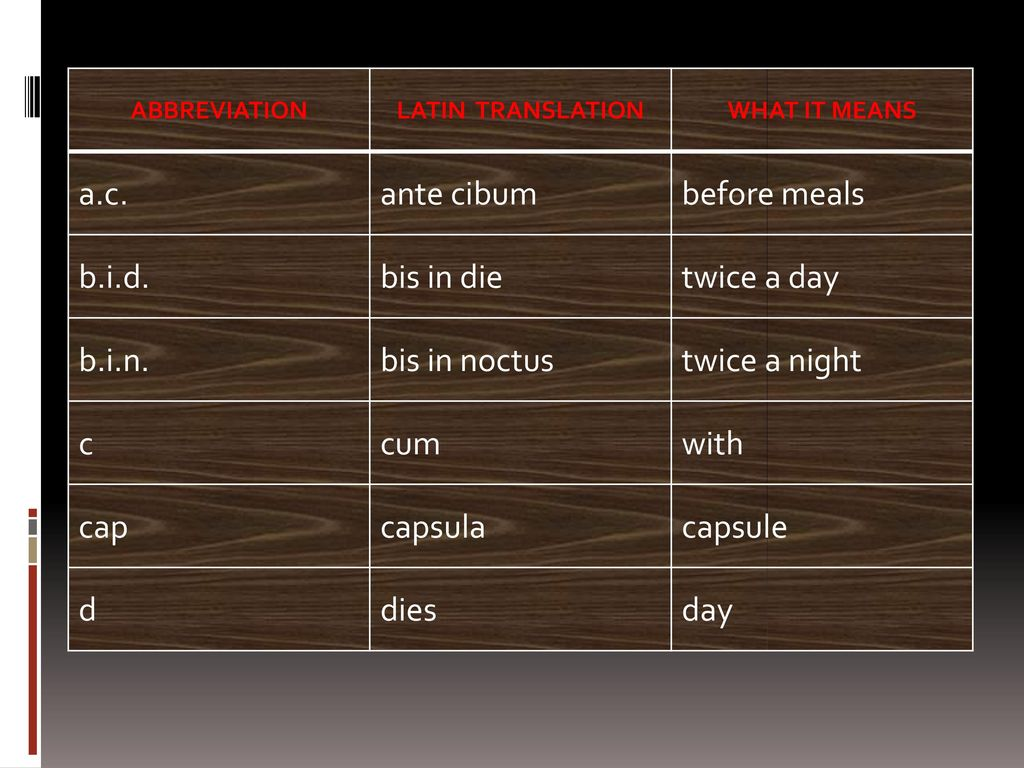 ABBREVIATION LATIN TRANSLATION WHAT IT MEANS
a.c. ante cibum before meals
b.i.d. bis in die twice a day
b.i.n. bis in noctus twice a night
c cum with
cap capsula capsule
d dies day